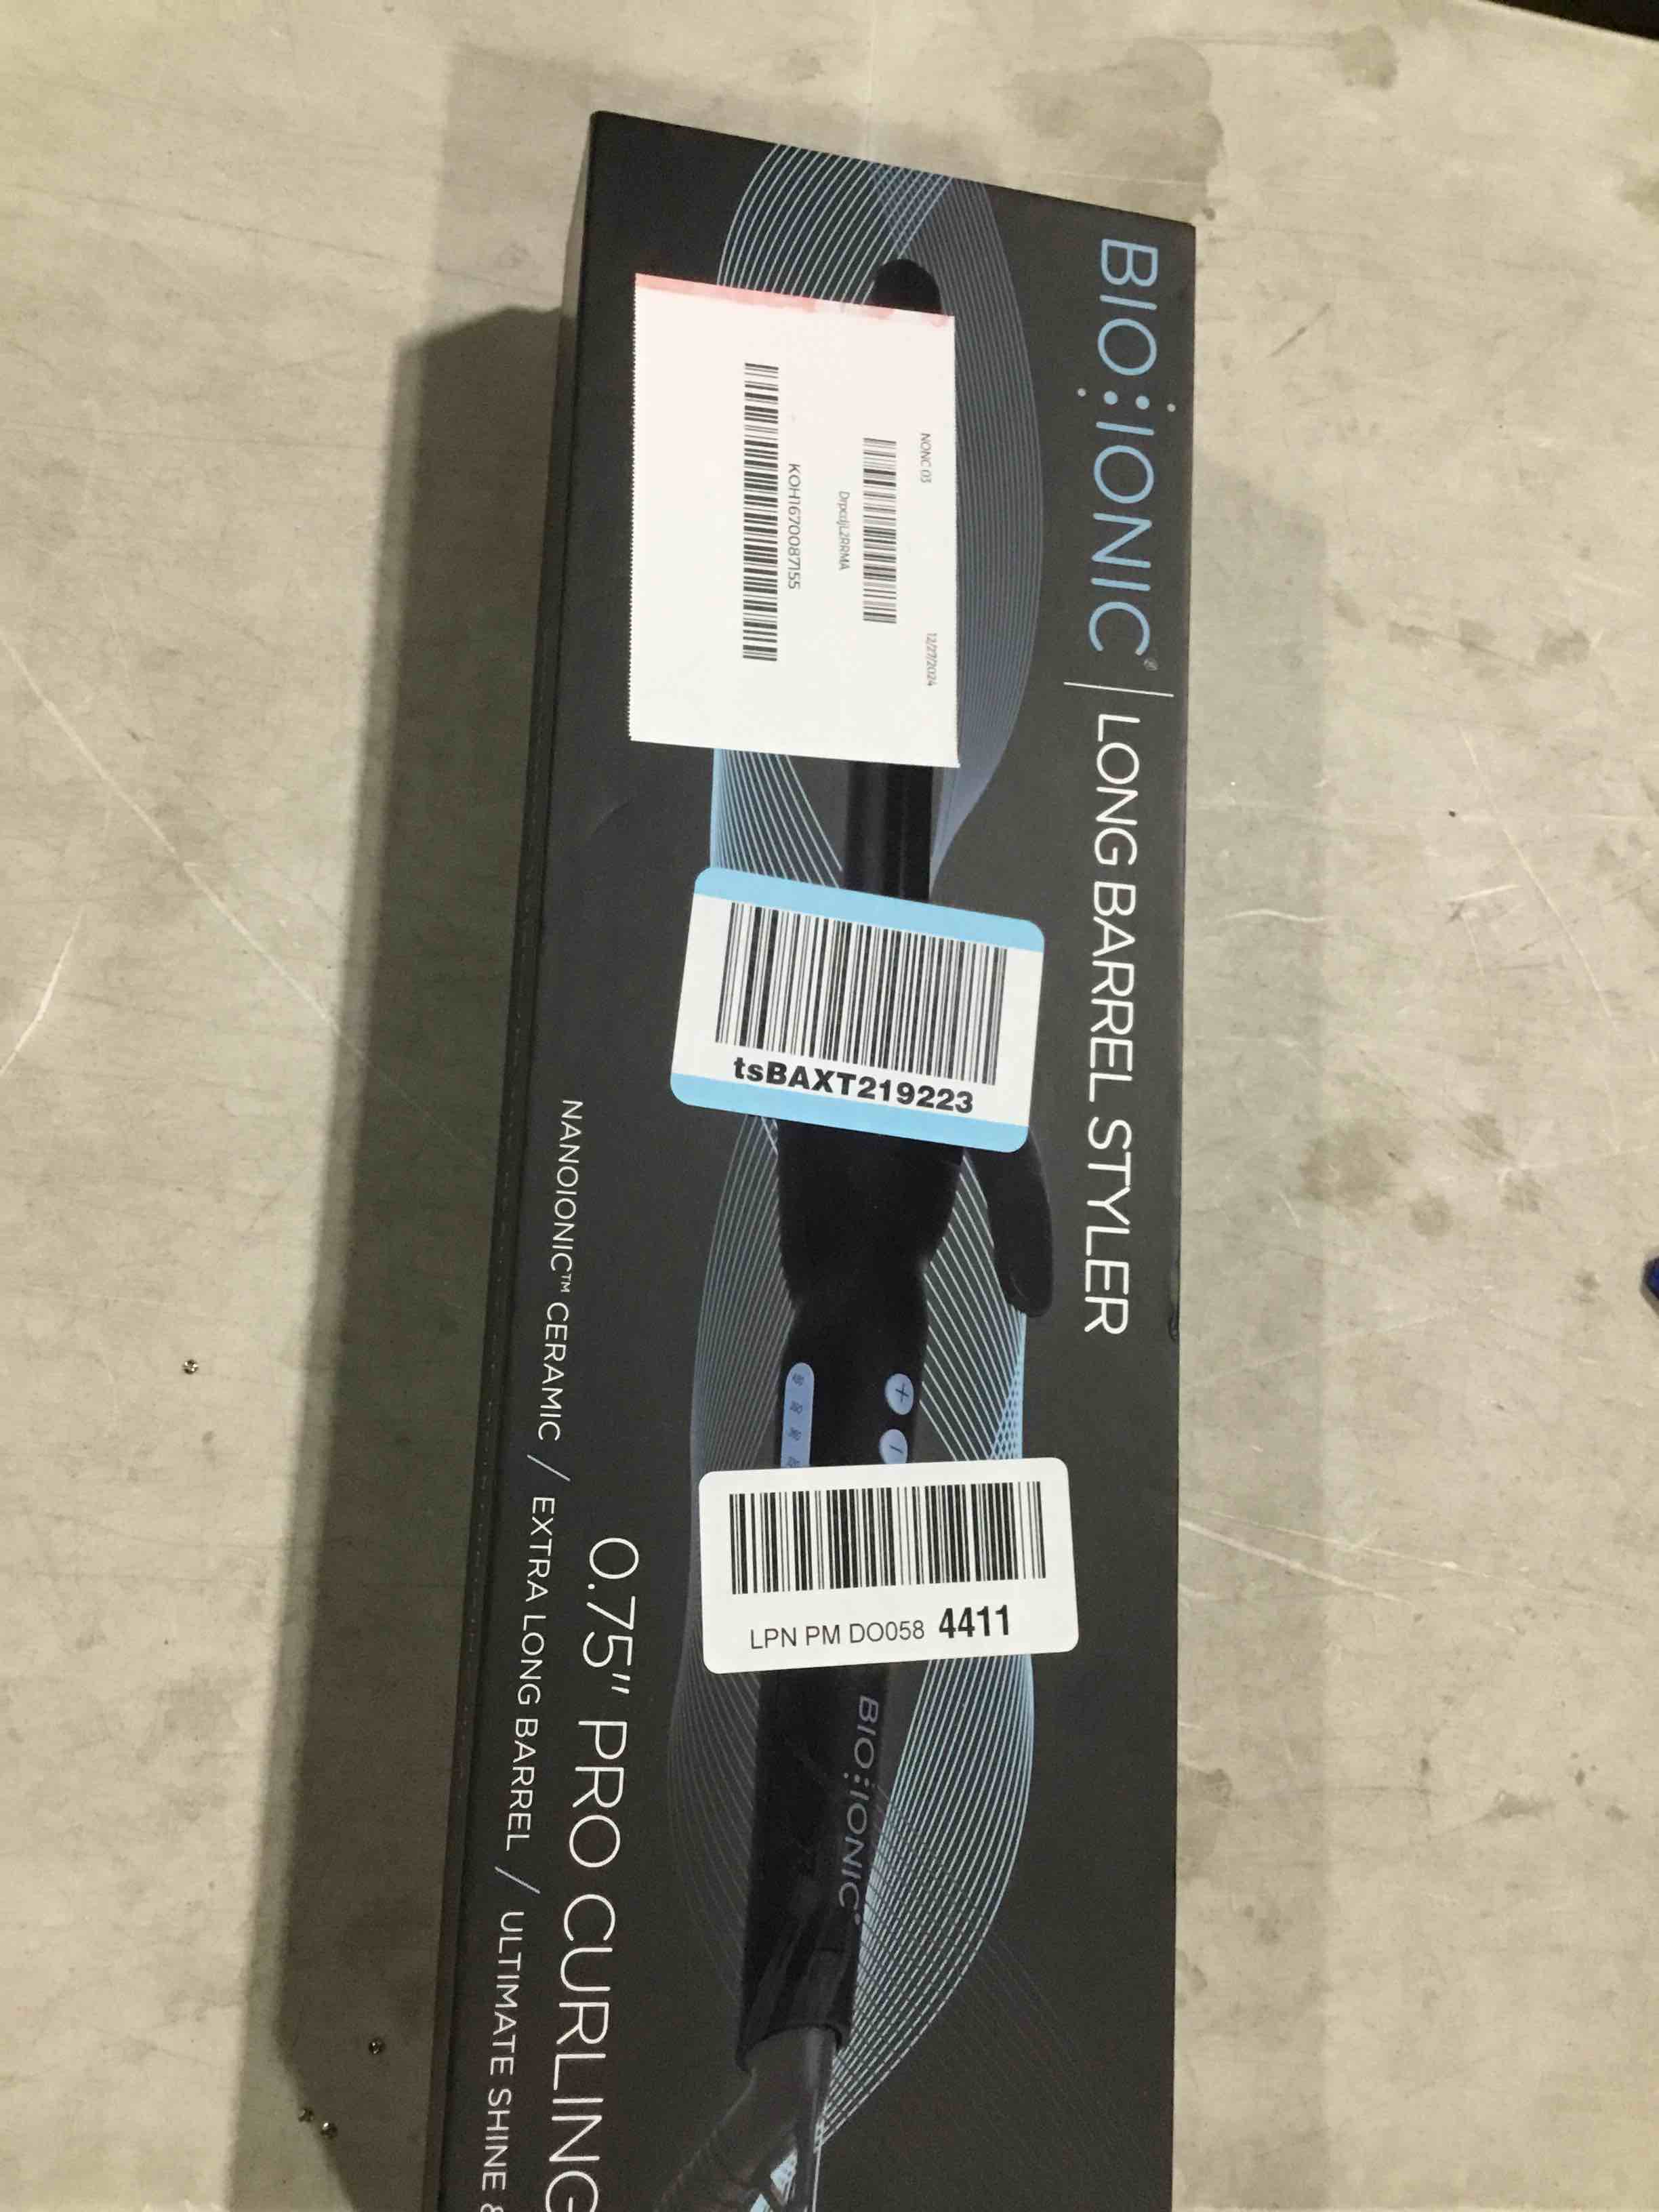 BIO IONIC® | LONG BARREL STYLER
NONC 03
12/27/2024
KOH1670087155
tsBAXT219223
+ -
LPN PM DO058 4411
BIO IONIC®
0.75" PRO CURLING
NANOIONIC™ CERAMIC / EXTRA LONG BARREL / ULTIMATE SHINE &